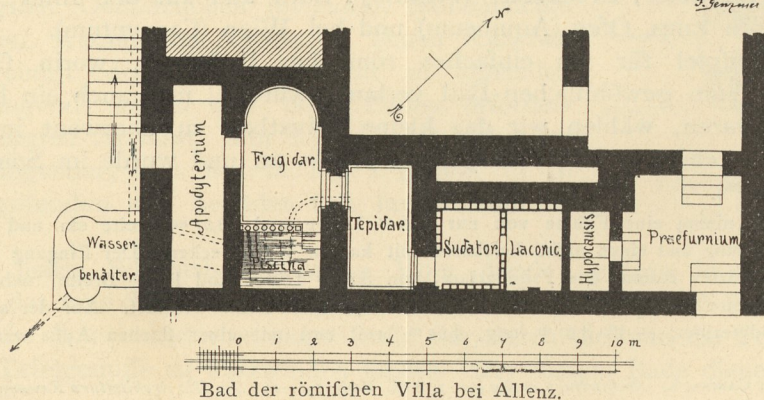 N
Apodyterium
Frigidar.
Piscina
Tepidar.
Sudator.
Laconic.
Hypocausis
Praefurnium
Wasser-
behälter.
1 0 1 2 3 4 5 6 7 8 9 10 m
Bad der römiſchen Villa bei Allenz.